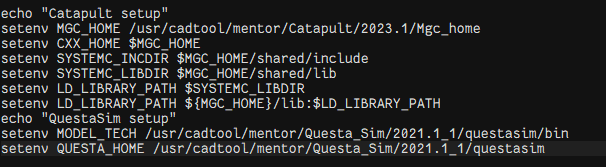 echo "Catapult setup"
setenv MGC_HOME /usr/cadtool/mentor/Catapult/2023.1/Mgc_home
setenv CXX_HOME $MGC_HOME
setenv SYSTEMC_INCDIR $MGC_HOME/shared/include
setenv SYSTEMC_LIBDIR $MGC_HOME/shared/lib
setenv LD_LIBRARY_PATH $SYSTEMC_LIBDIR
setenv LD_LIBRARY_PATH ${MGC_HOME}/lib:$LD_LIBRARY_PATH
echo "QuestaSim setup"
setenv MODEL_TECH /usr/cadtool/mentor/Questa_Sim/2021.1_1/questasim/bin
setenv QUESTA_HOME /usr/cadtool/mentor/Questa_Sim/2021.1_1/questasim